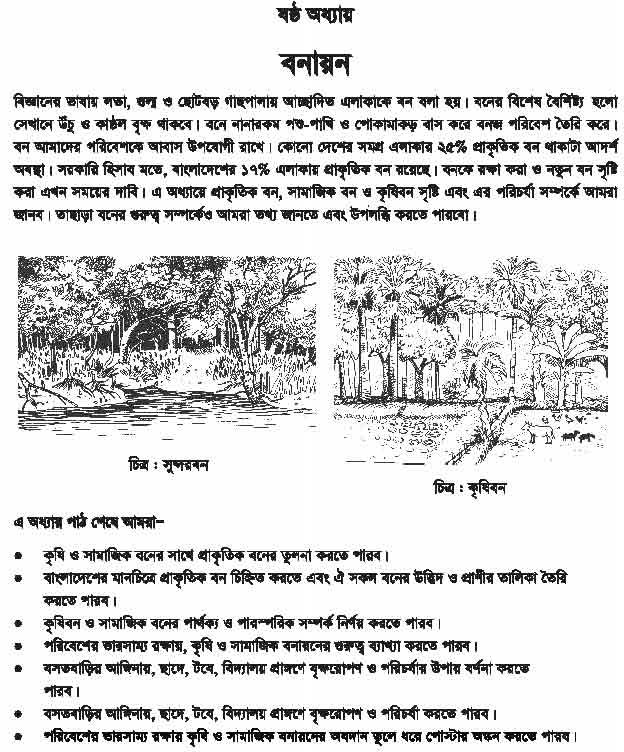 ষষ্ঠ অধ্যায়
বনায়ন
বিজ্ঞানের ভাষায় লতা, গুল্ম ও ছোটবড় গাছপালায় আচ্ছাদিত এলাকাকে বন বলা হয়। বনের বিশেষ বৈশিষ্ট্য হলো
সেখানে উঁচু ও কাষ্ঠল বৃক্ষ থাকবে। বনে নানারকম পশু-পাখি ও পোকামাকড় বাস করে বনজ পরিবেশ তৈরি করে।
বন আমাদের পরিবেশকে আবাস উপযোগী রাখে। কোনো দেশের সমগ্র এলাকার ২৫% প্রাকৃতিক বন থাকাটা আদর্শ
অবস্থা। সরকারি হিসাব মতে, বাংলাদেশের ১৭% এলাকায় প্রাকৃতিক বন রয়েছে। বনকে রক্ষা করা ও নতুন বন সৃষ্টি
করা এখন সময়ের দাবি। এ অধ্যায়ে প্রাকৃতিক বন, সামাজিক বন ও কৃষিবন সৃষ্টি এবং এর পরিচর্যা সম্পর্কে আমরা
জানব। তাছাড়া বনের গুরুত্ব সম্পর্কেও আমরা তথ্য জানতে এবং উপলব্ধি করতে পারবো।
চিত্র : সুন্দরবন
চিত্র : কৃষিবন
এ অধ্যায় পাঠ শেষে আমরা–
• কৃষি ও সামাজিক বনের সাথে প্রাকৃতিক বনের তুলনা করতে পারব।
• বাংলাদেশের মানচিত্রে প্রাকৃতিক বন চিহ্নিত করতে এবং ঐ সকল বনের উদ্ভিদ ও প্রাণীর তালিকা তৈরি
করতে পারব।
• কৃষিবন ও সামাজিক বনের পার্থক্য ও পারস্পরিক সম্পর্ক নির্ণয় করতে পারব।
• পরিবেশের ভারসাম্য রক্ষায়, কৃষি ও সামাজিক বনায়নের গুরুত্ব ব্যাখ্যা করতে পারব।
• বসতবাড়ির আঙ্গিনায়, ছাদে, টবে, বিদ্যালয় প্রাঙ্গণে বৃক্ষরোপণ ও পরিচর্যার উপায় বর্ণনা করতে
পারব।
• বসতবাড়ির আঙ্গিনায়, ছাদে, টবে, বিদ্যালয় প্রাঙ্গণে বৃক্ষরোপণ ও পরিচর্যা করতে পারব।
• পরিবেশের ভারসাম্য রক্ষায় কৃষি ও সামাজিক বনায়নের অবদান তুলে ধরে পোস্টার অঙ্কন করতে পারব।